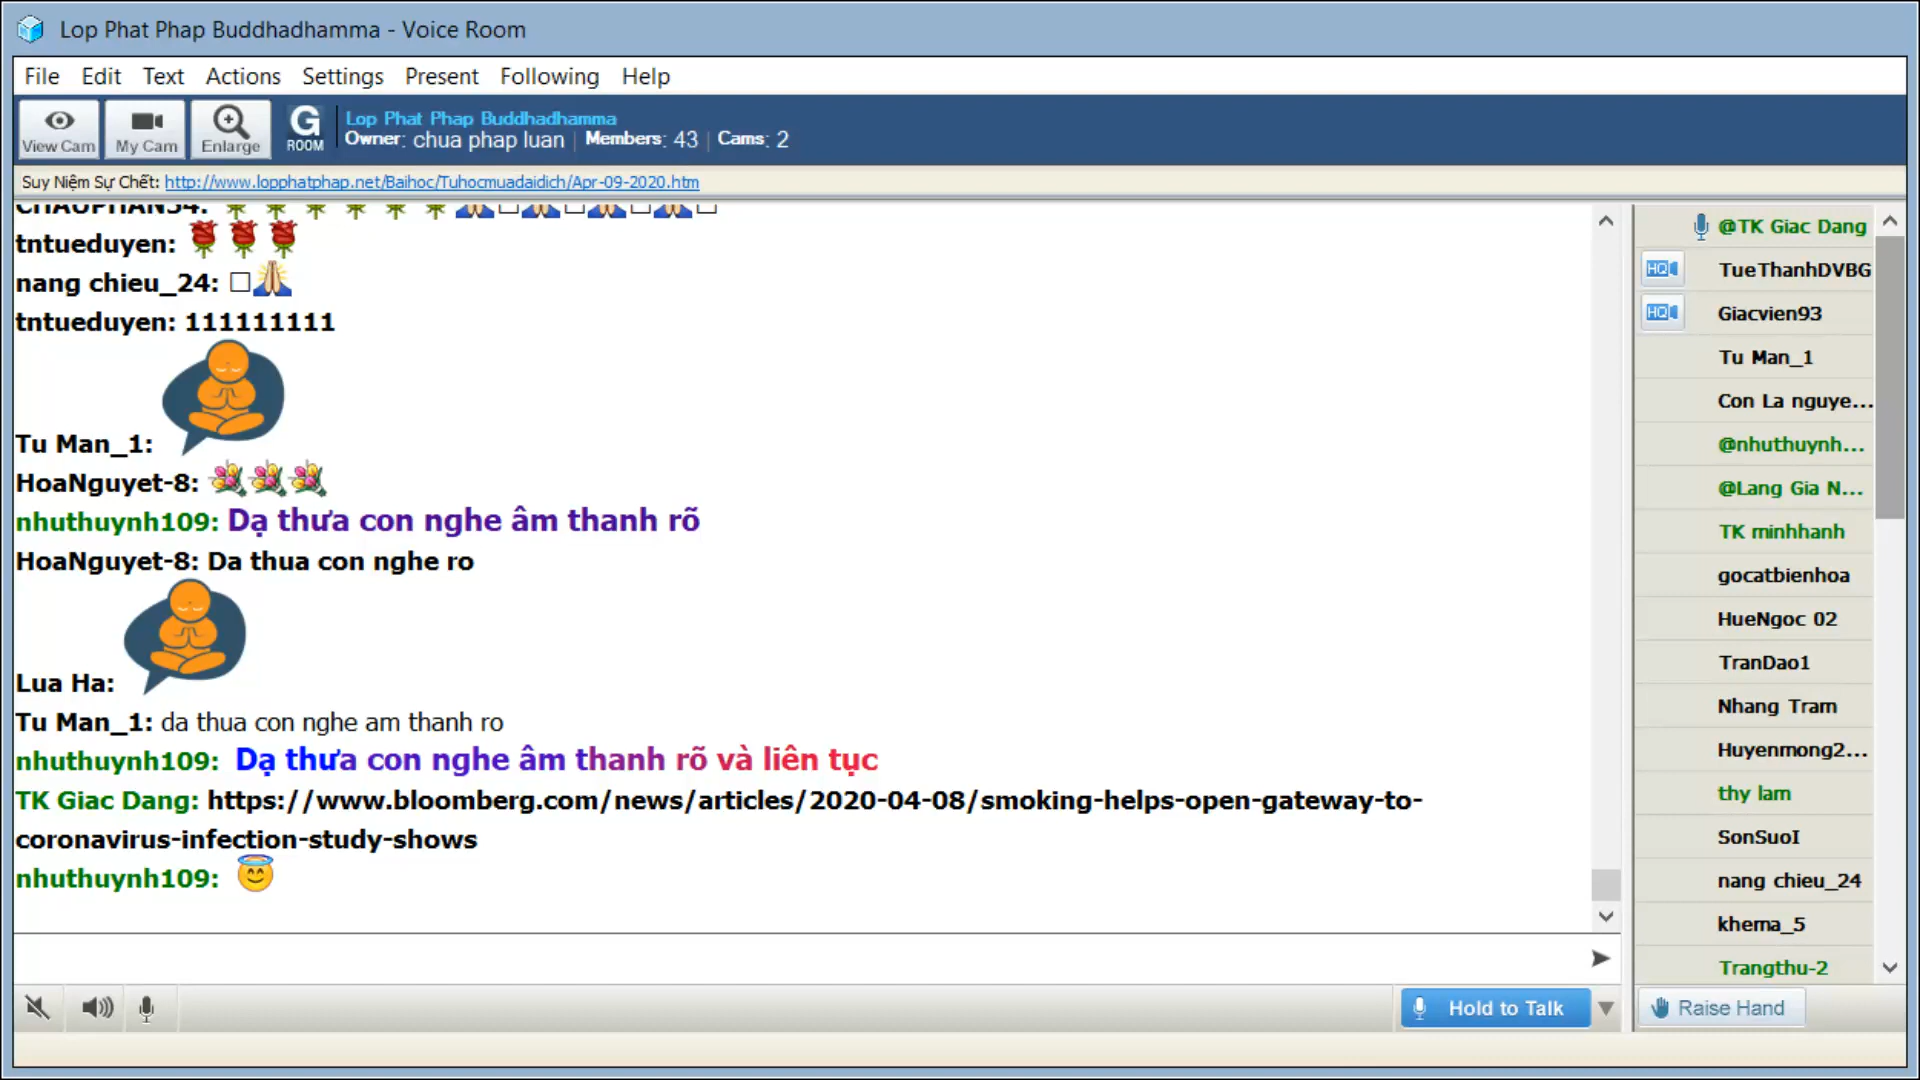 Lop Phat Phap Buddhadhamma - Voice Room
File Edit Text Actions Settings Present Following Help
View Cam My Cam Enlarge G ROOM
Lop Phat Phap Buddhadhamma
Owner: chua phap luan | Members: 43 | Cams: 2
Suy Niệm Sự Chết: http://www.lopphatphap.net/Baihoc/Tuhocmuadaidich/Apr-09-2020.htm
CHAUPHAN54:
tntueduyen:
nang chieu_24:
tntueduyen: 111111111
Tu Man_1:
HoaNguyet-8:
nhuthuynh109: Dạ thưa con nghe âm thanh rõ
HoaNguyet-8: Da thua con nghe ro
Lua Ha:
Tu Man_1: da thua con nghe am thanh ro
nhuthuynh109: Dạ thưa con nghe âm thanh rõ và liên tục
TK Giac Dang: https://www.bloomberg.com/news/articles/2020-04-08/smoking-helps-open-gateway-to-
coronavirus-infection-study-shows
nhuthuynh109:
@TK Giac Dang
HQ TueThanhDVBG
HQ Giacvien93
Tu Man_1
Con La nguye...
@nhuthuynh...
@Lang Gia N...
TK minhhanh
gocatbienhoa
HueNgoc 02
TranDao1
Nhang Tram
Huyenmong2...
thy lam
SonSuoI
nang chieu_24
khema_5
Trangthu-2
Hold to Talk
Raise Hand